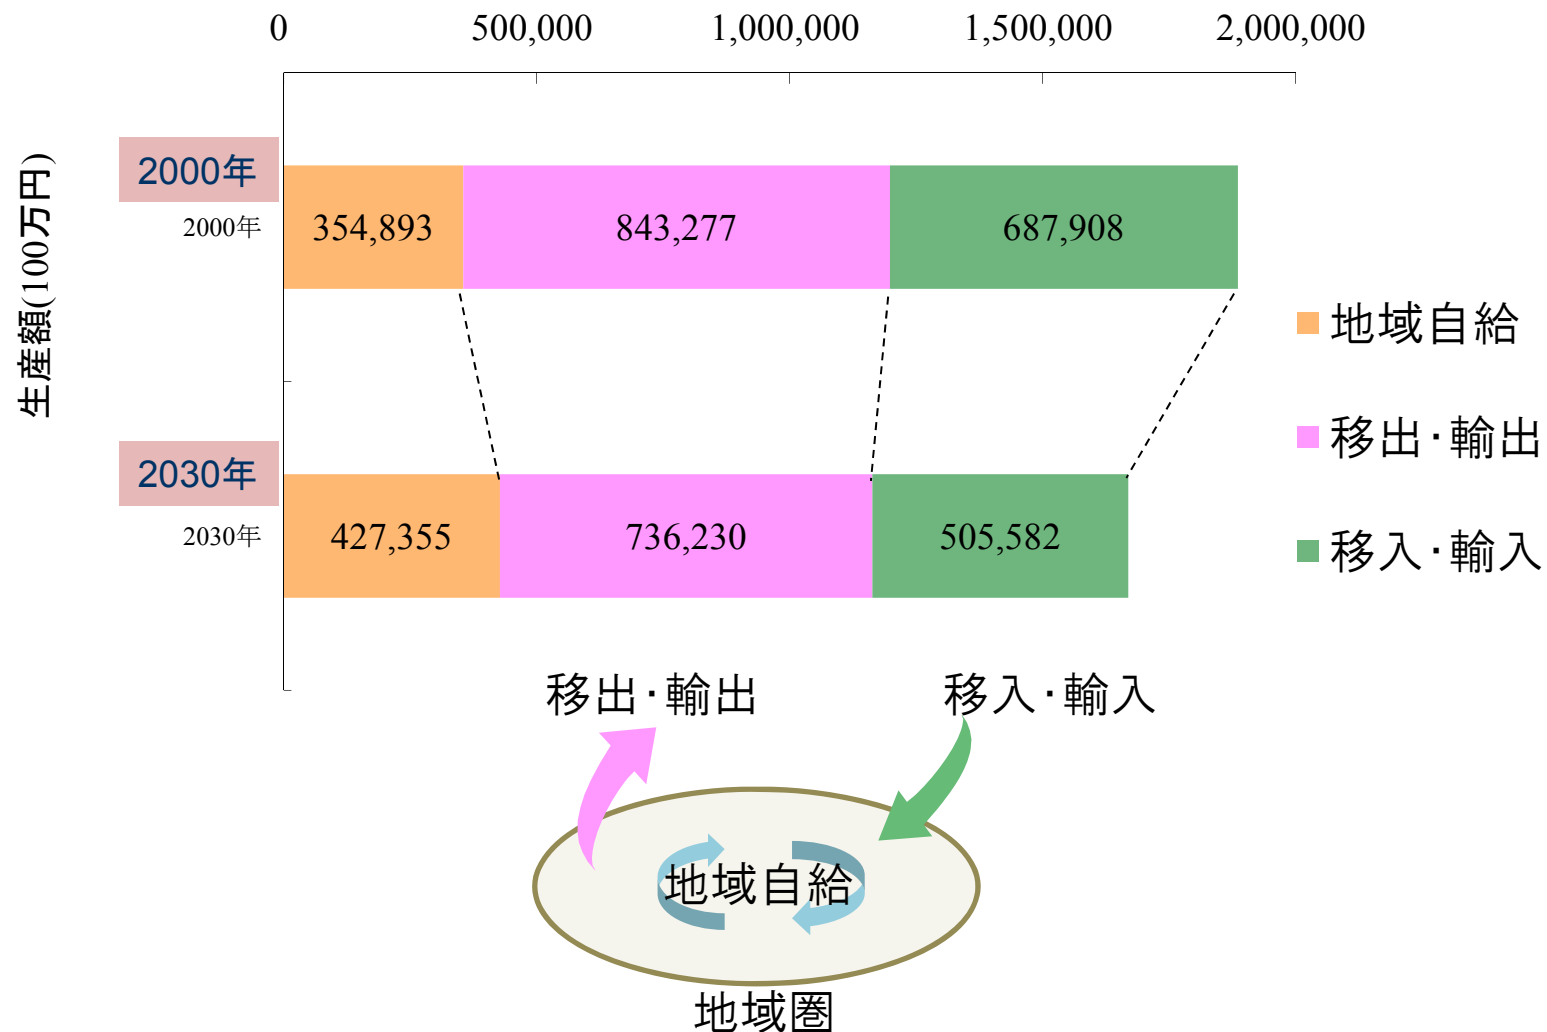 0
500,000
1,000,000
1,500,000
2,000,000
生産額(100万円)
2000年
2000年
354,893
843,277
687,908
2030年
2030年
427,355
736,230
505,582
地域自給
移出·輸出
移入·輸入
移出·輸出
移入·輸入
地域自給
地域圏